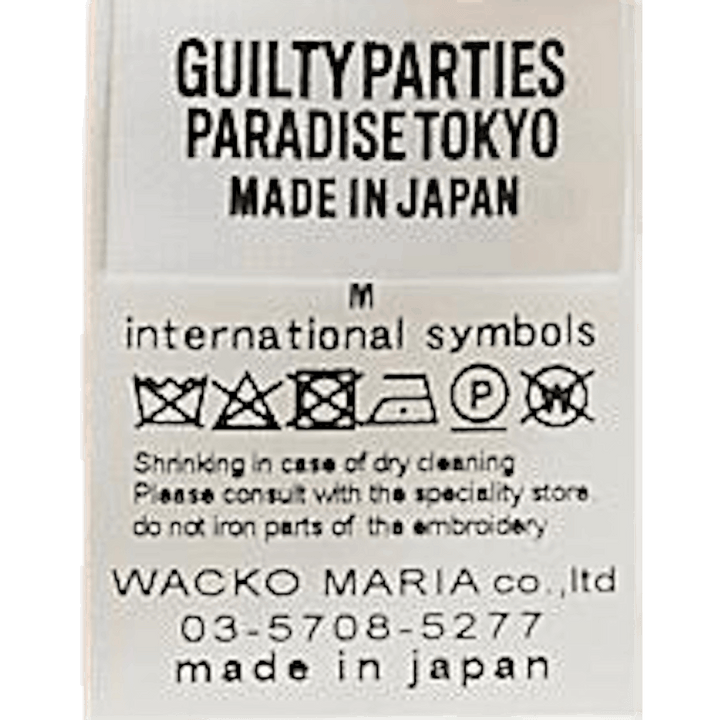 GUILTY PARTIES
PARADISE TOKYO
MADE IN JAPAN
M
international symbols
P W
Shrinking in case of dry cleaning
Please consult with the speciality store
do not iron parts of the embroidery
WACKO MARIA co.,ltd
03-5708-5277
made in japan